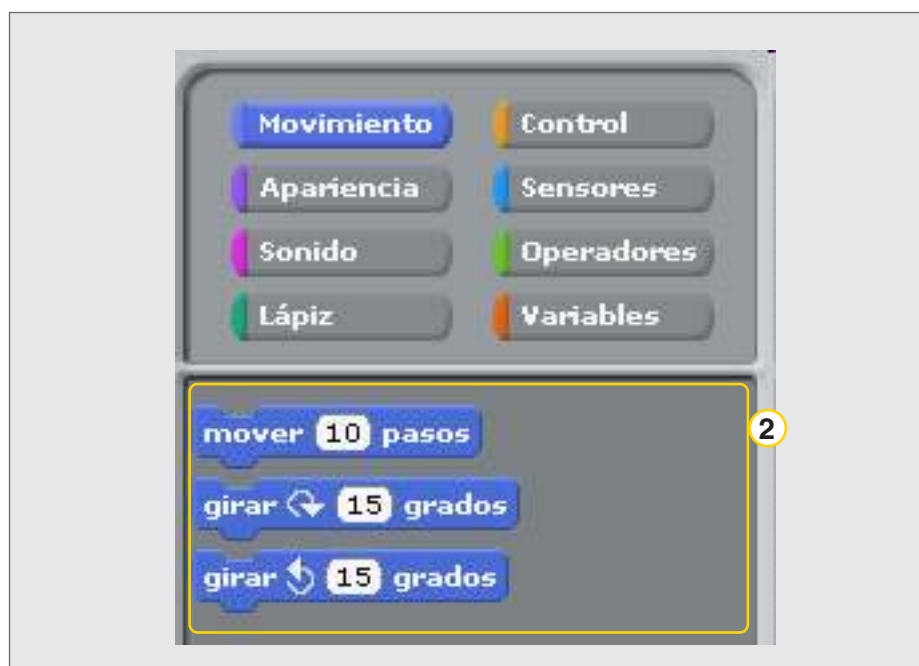 Movimiento Control
Apariencia Sensores
Sonido Operadores
Lápiz Variables
mover 10 pasos
2
girar 15 grados
girar 15 grados